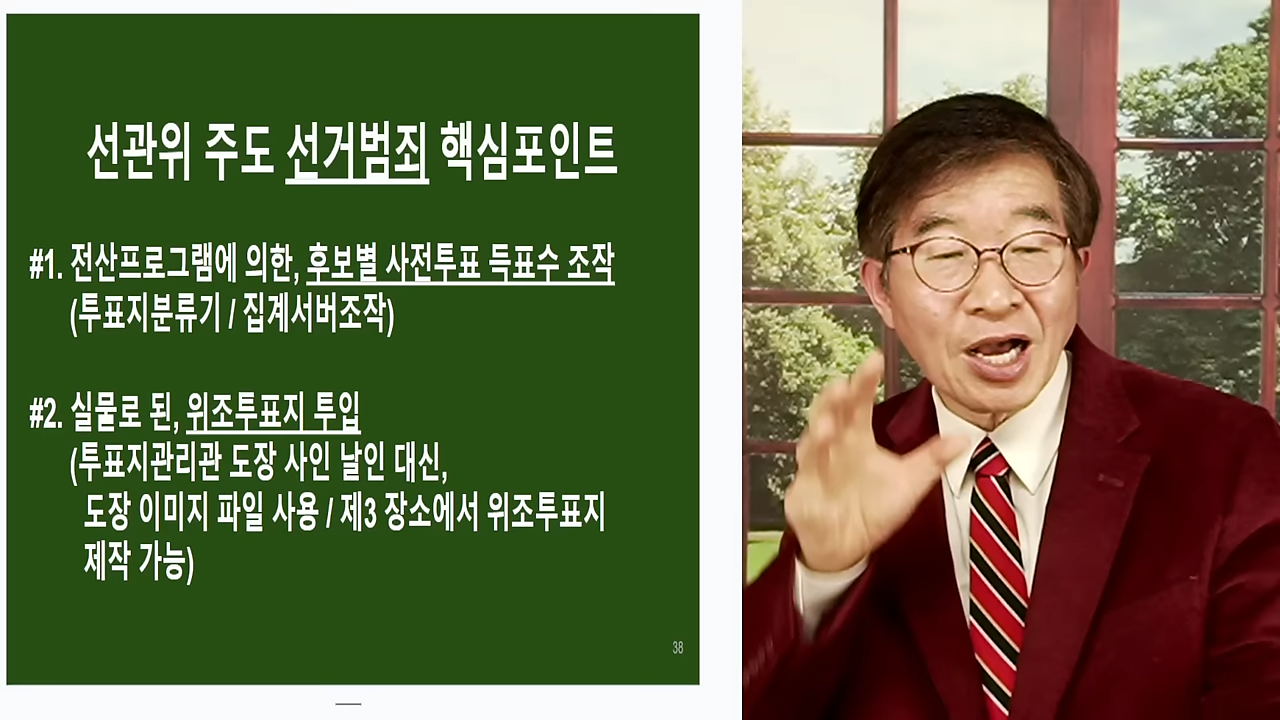 선관위 주도 선거범죄 핵심포인트
#1. 전산프로그램에 의한, 후보별 사전투표 득표수 조작
(투표지분류기 / 집계서버조작)
#2. 실물로 된, 위조투표지 투입
(투표지관리관 도장 사인 날인 대신,
도장 이미지 파일 사용 / 제3 장소에서 위조투표지
제작 가능)
38